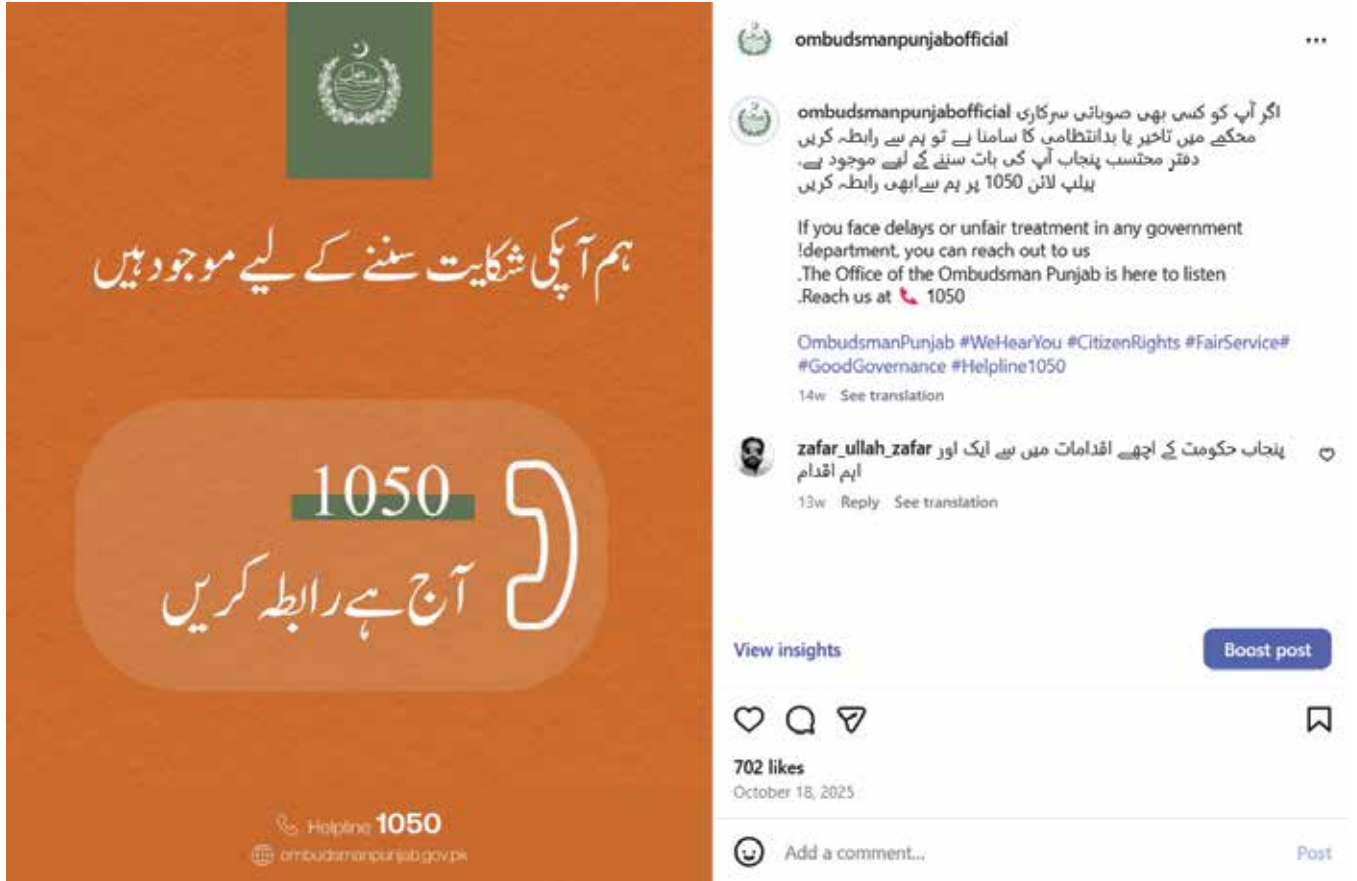 ہم آپکی شکایت سننے کے لیے موجود ہیں
1050
آج ہے رابطہ کریں
Helpline 1050
ombudsmanpunjab.gov.pk
ombudsmanpunjabofficial
ombudsmanpunjabofficial اگر آپ کو کسی بھی صوبائی سرکاری
محکمے میں تاخیر یا بدانتظامی کا سامنا ہے تو ہم سے رابطہ کریں
دفتر محتسب پنجاب آپ کی بات سننے کے لیے موجود ہے۔
ہیلپ لائن 1050 پر ہم سےابھی رابطہ کریں
If you face delays or unfair treatment in any government
!department, you can reach out to us
.The Office of the Ombudsman Punjab is here to listen
.Reach us at 📞 1050
OmbudsmanPunjab #WeHearYou #CitizenRights #FairService#
#GoodGovernance #Helpline1050
14w See translation
zafar_ullah_zafar پنجاب حکومت کے اچھے اقدامات میں سے ایک اور
اہم اقدام
13w Reply See translation
View insights
Boost post
702 likes
October 18, 2025
Add a comment...
Post